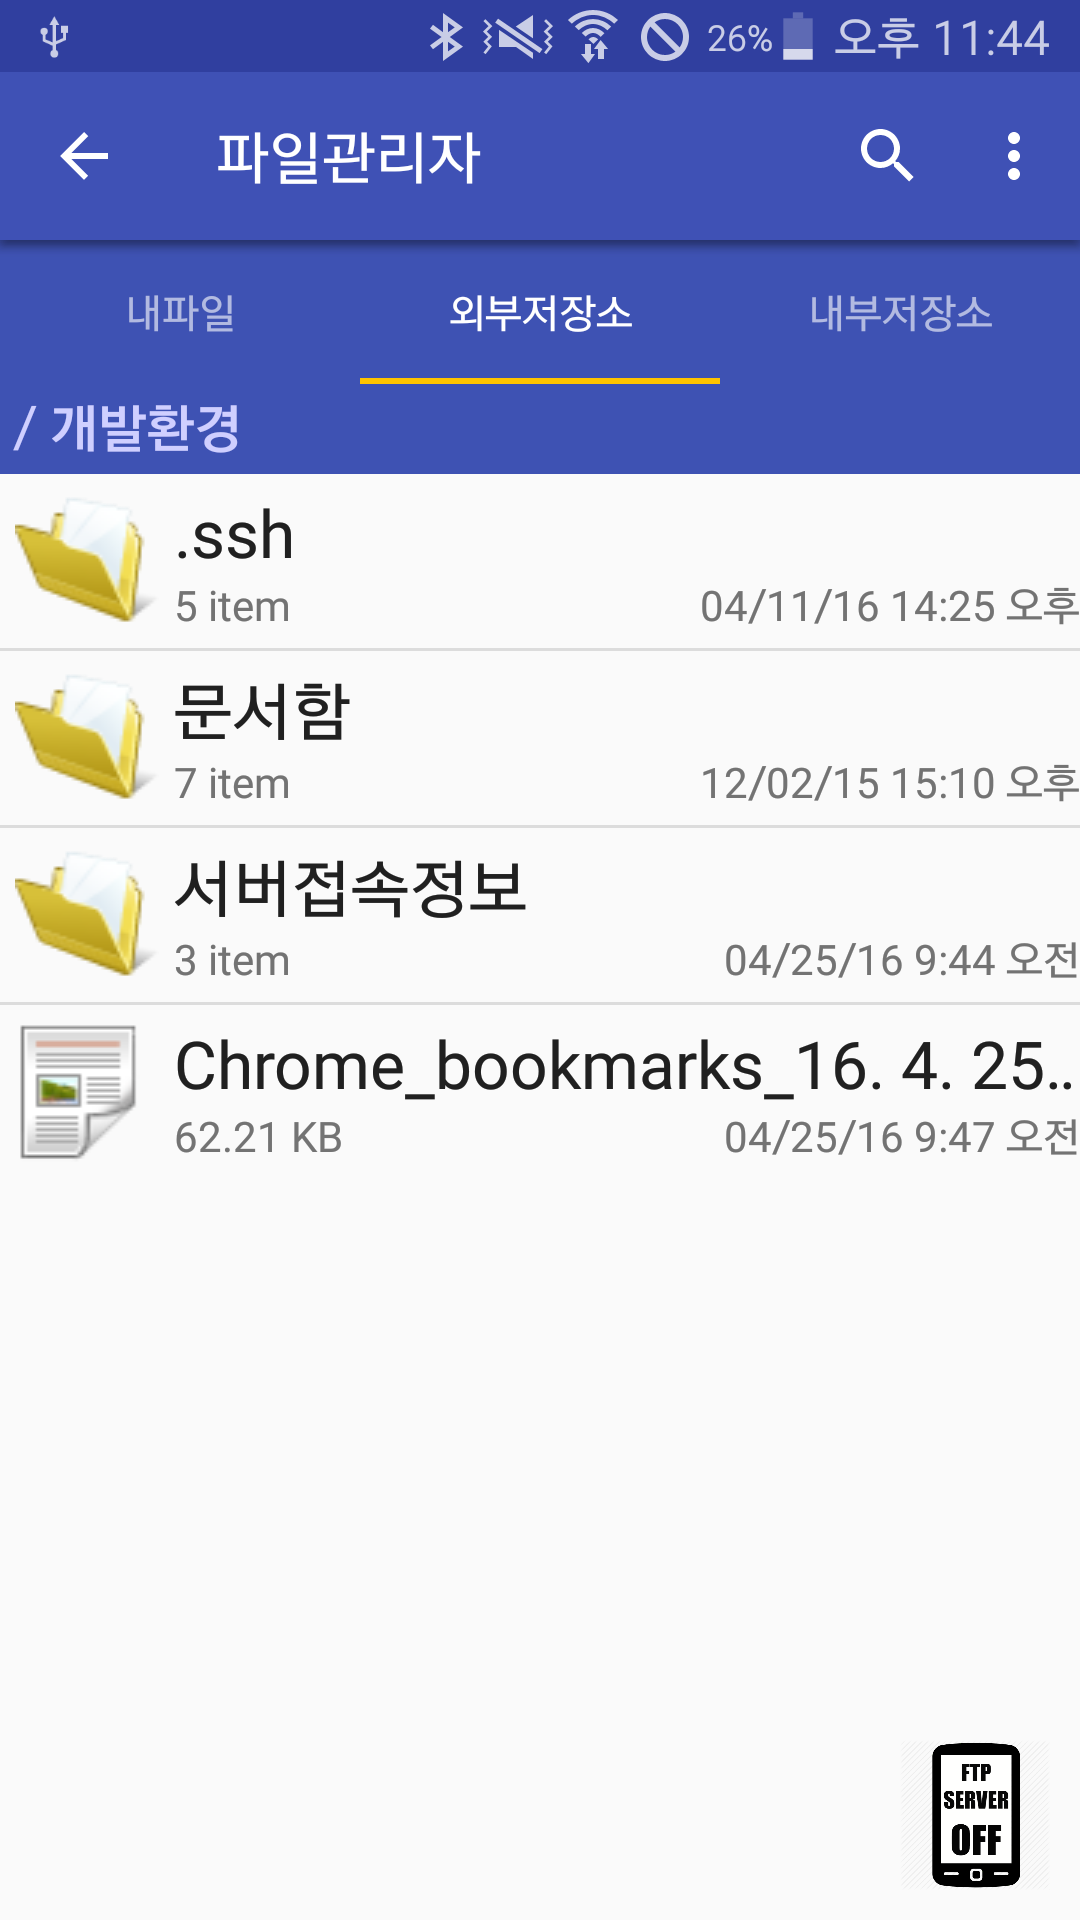 26% 오후 11:44
파일관리자
내파일 외부저장소 내부저장소
/ 개발환경
.ssh
5 item 04/11/16 14:25 오후
문서함
7 item 12/02/15 15:10 오후
서버접속정보
3 item 04/25/16 9:44 오전
Chrome_bookmarks_16. 4. 25..
62.21 KB 04/25/16 9:47 오전
FTP
SERVER
OFF